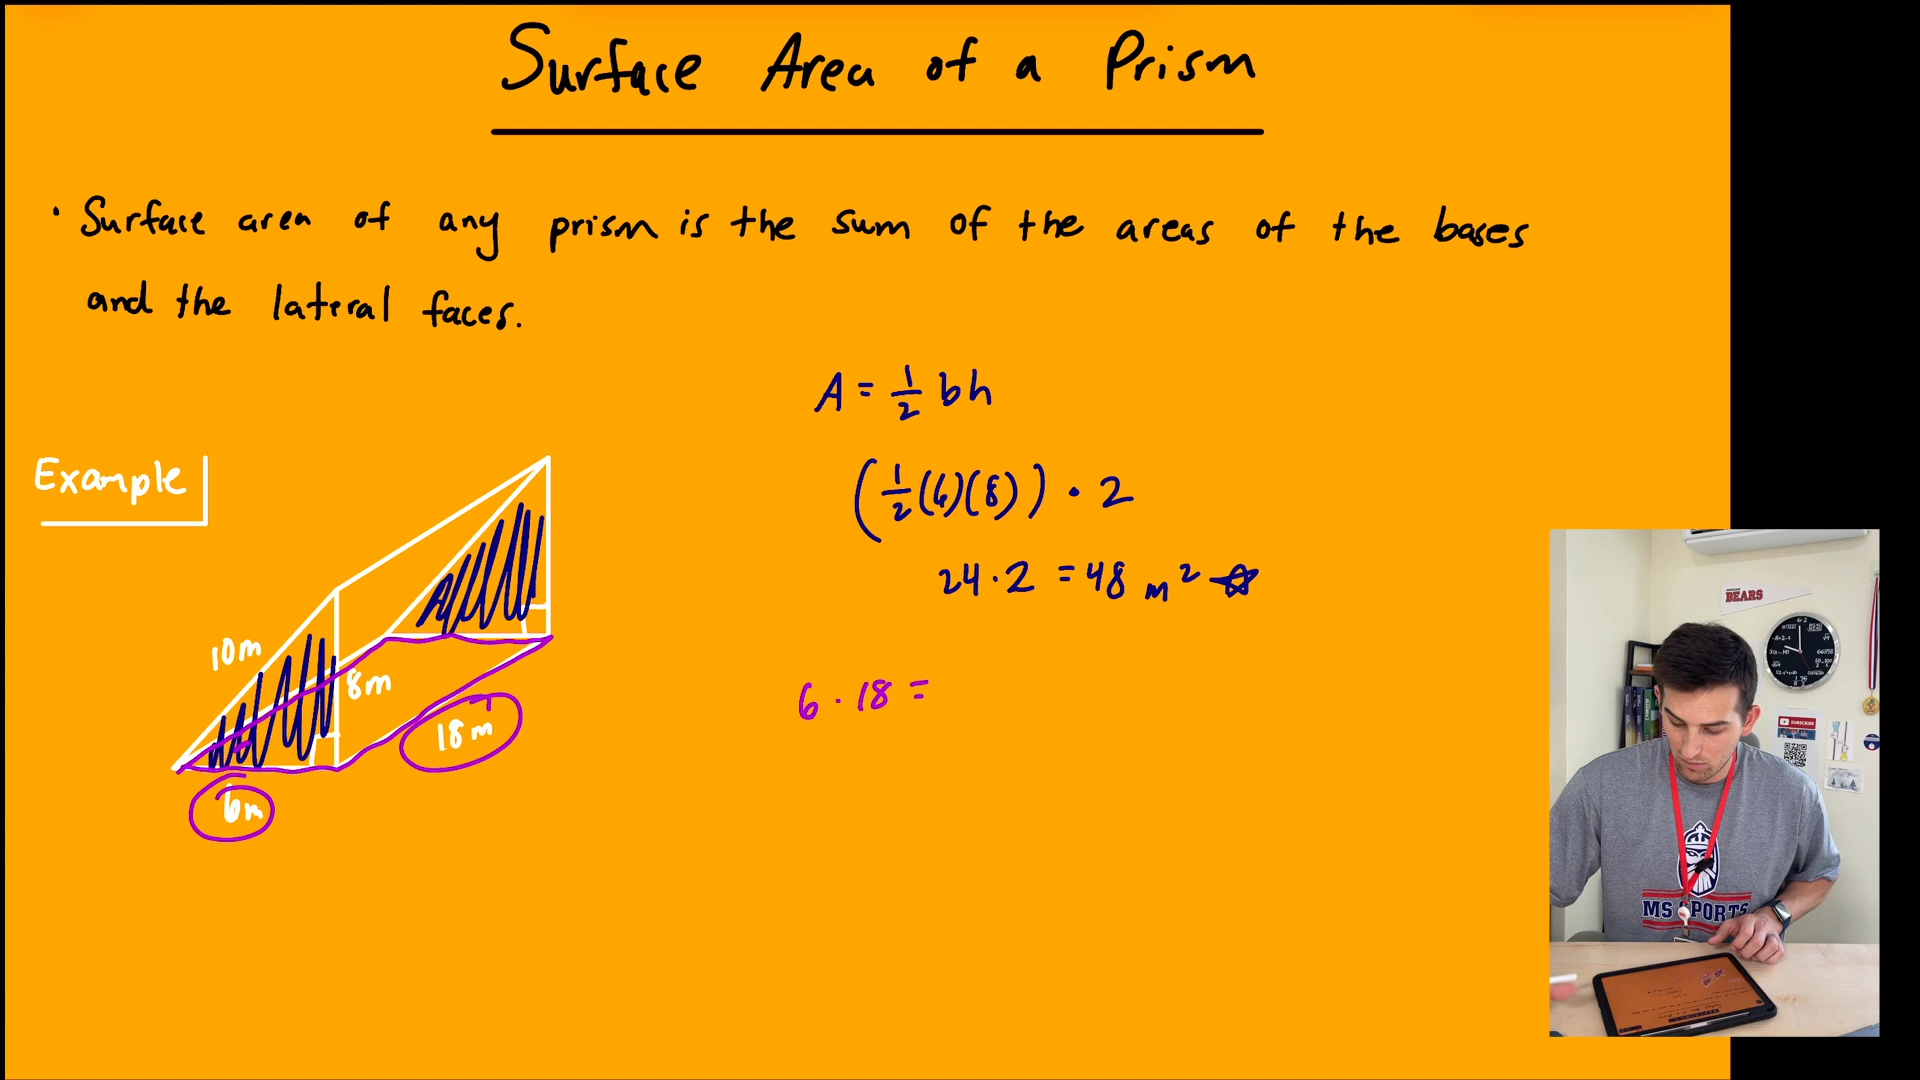 Surface Area of a Prism
• Surface area of any prism is the sum of the areas of the bases
and the lateral faces.
A = 1/2 bh
Example
(1/2 (6)(8)) • 2
24 • 2 = 48 m² ☆
10m
8m
6 • 18 =
18m
6m
BEARS
SUBSCRIBE
MS SPORTS